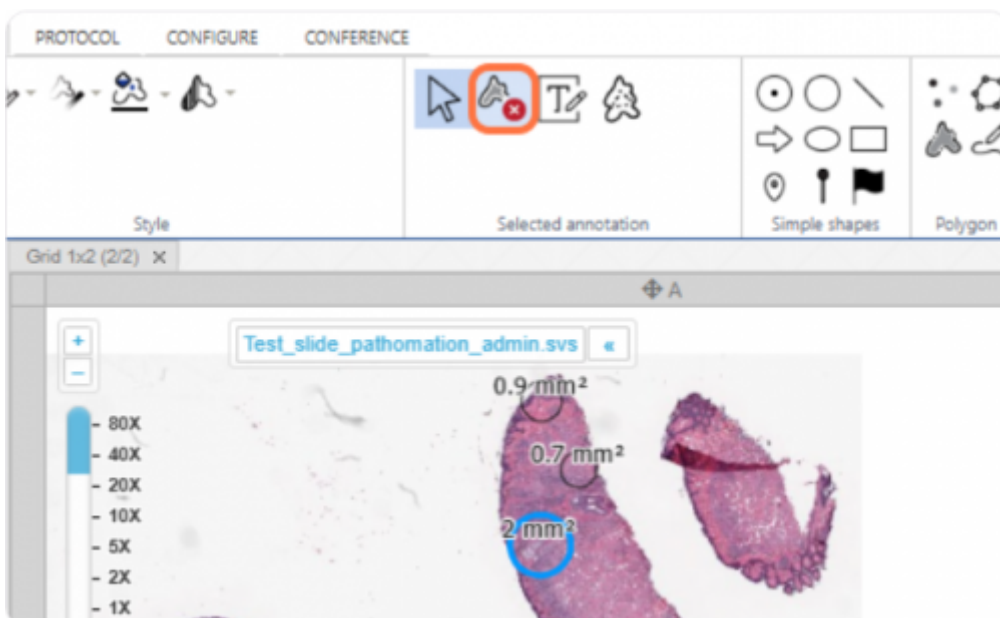 PROTOCOL CONFIGURE CONFERENCE
Style Selected annotation Simple shapes Polygon
Grid 1x2 (2/2) ×
A
+
Test_slide_pathomation_admin.svs «
−
0.9 mm²
80X
40X
0.7 mm²
20X
10X
2 mm²
5X
2X
1X